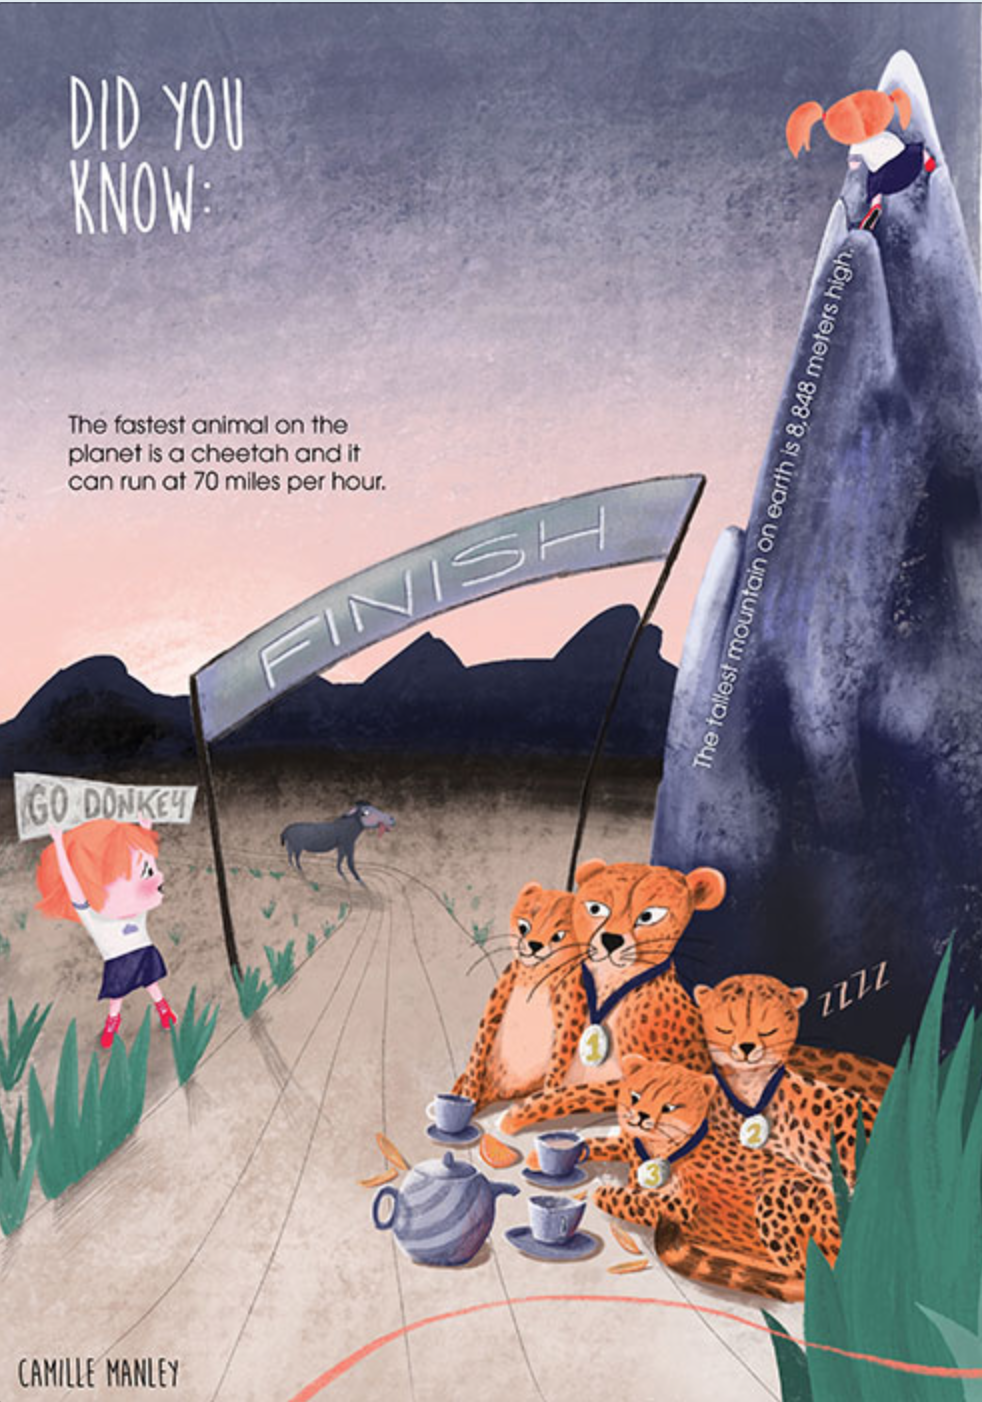 DID YOU
KNOW:
The tallest mountain on earth is 8,848 meters high.
The fastest animal on the
planet is a cheetah and it
can run at 70 miles per hour.
FINISH
GO DONKEY
ZZZZ
1
2
3
CAMILLE MANLEY